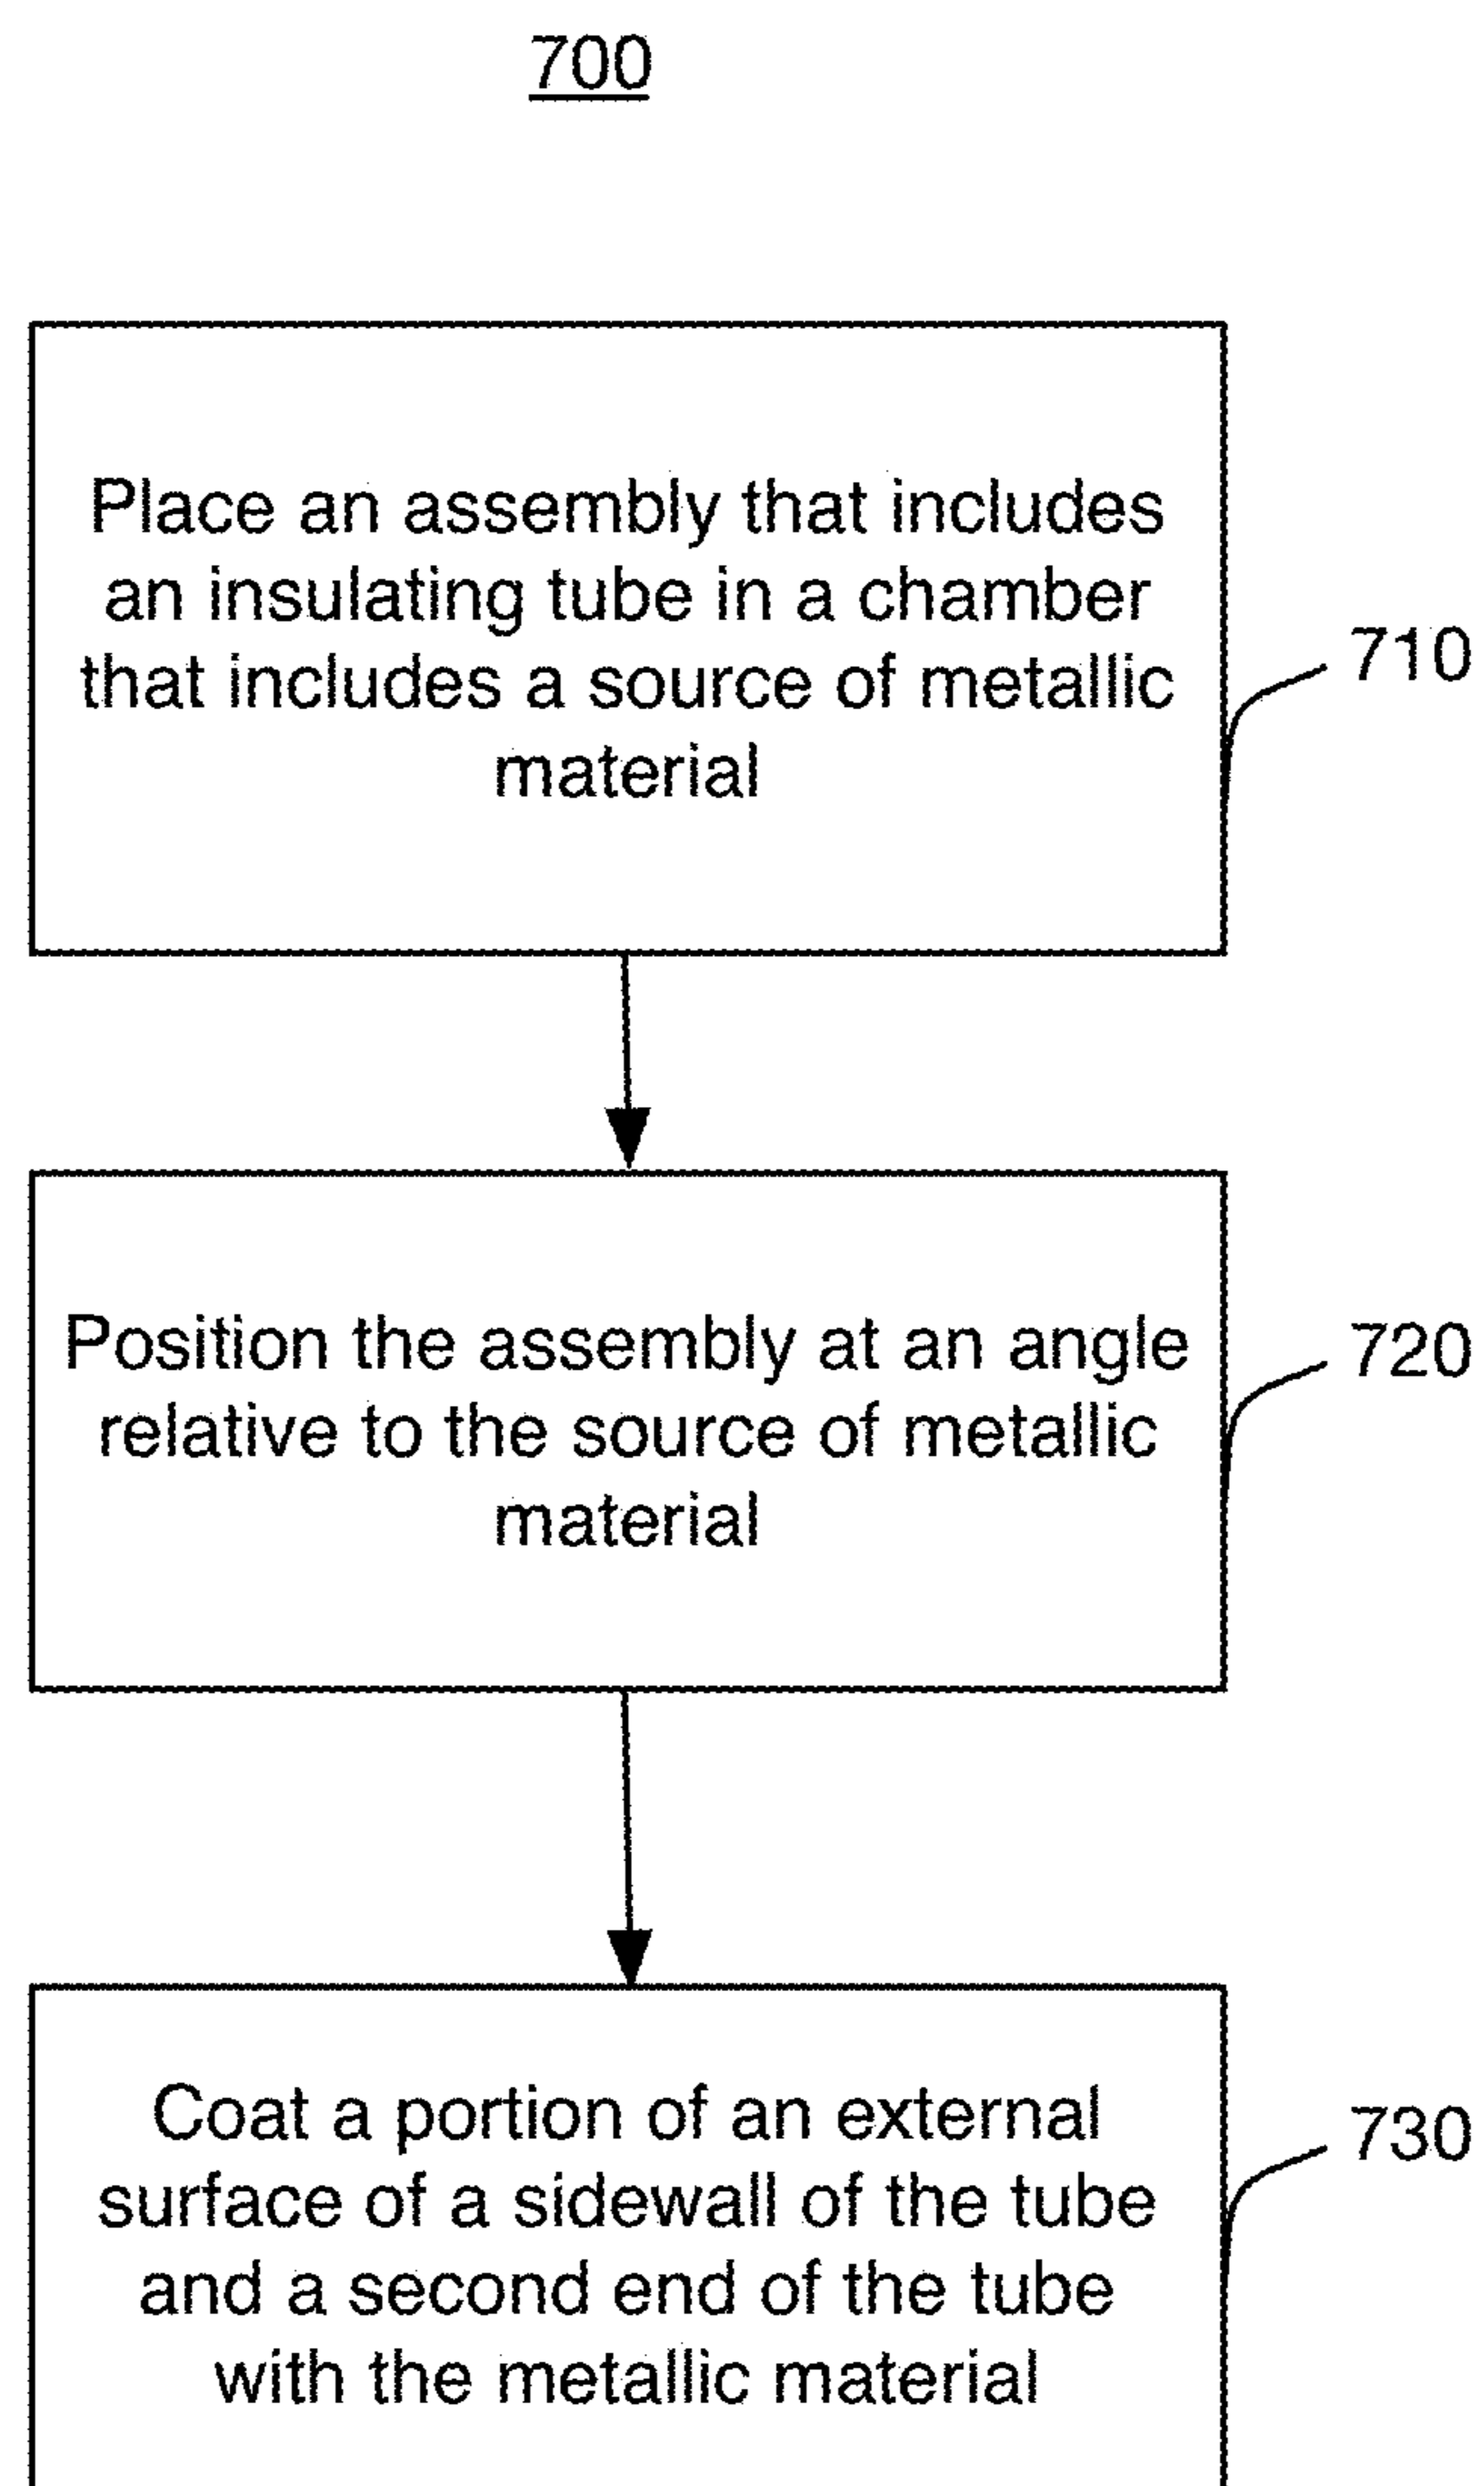 700
Place an assembly that includes
an insulating tube in a chamber
that includes a source of metallic
material
710
Position the assembly at an angle
relative to the source of metallic
material
720
Coat a portion of an external
surface of a sidewall of the tube
and a second end of the tube
with the metallic material
730